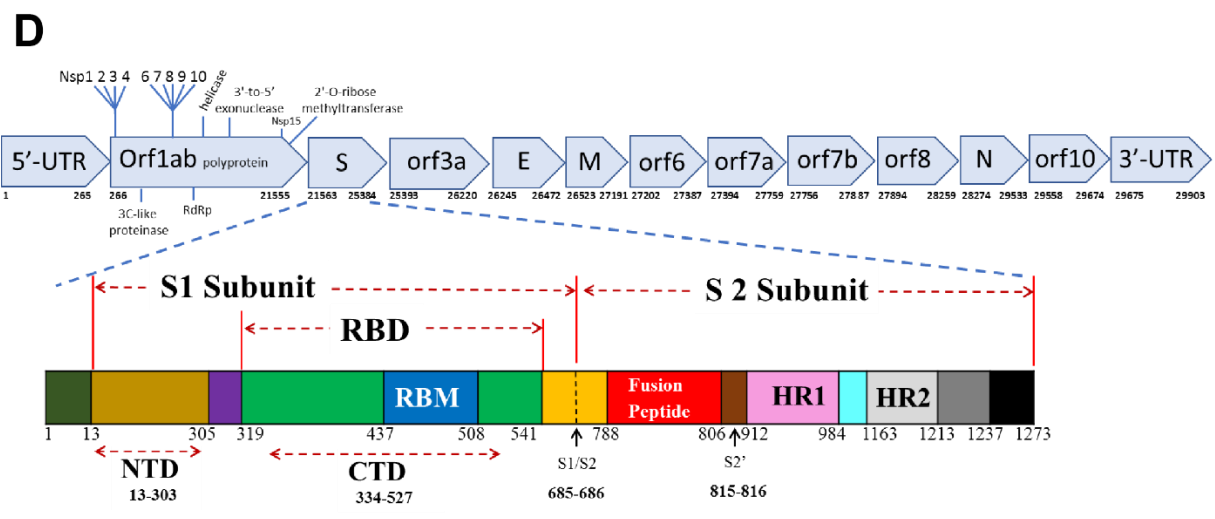 D
Nsp1 2 3 4 6 7 8 9 10 helicase 3'-to-5' exonuclease Nsp15 2'-O-ribose methyltransferase
5’-UTR Orf1ab polyprotein S orf3a E M orf6 orf7a orf7b orf8 N orf10 3’-UTR
1 265 266 21555 21563 25384 25393 26220 26245 26472 26523 27191 27202 27387 27394 27759 27756 27887 27894 28259 28274 29533 29558 29674 29675 29903
3C-like proteinase RdRp
S1 Subunit S 2 Subunit
RBD
RBM Fusion Peptide HR1 HR2
1 13 305 319 437 508 541 788 806 912 984 1163 1213 1237 1273
NTD CTD S1/S2 S2’
13-303 334-527 685-686 815-816